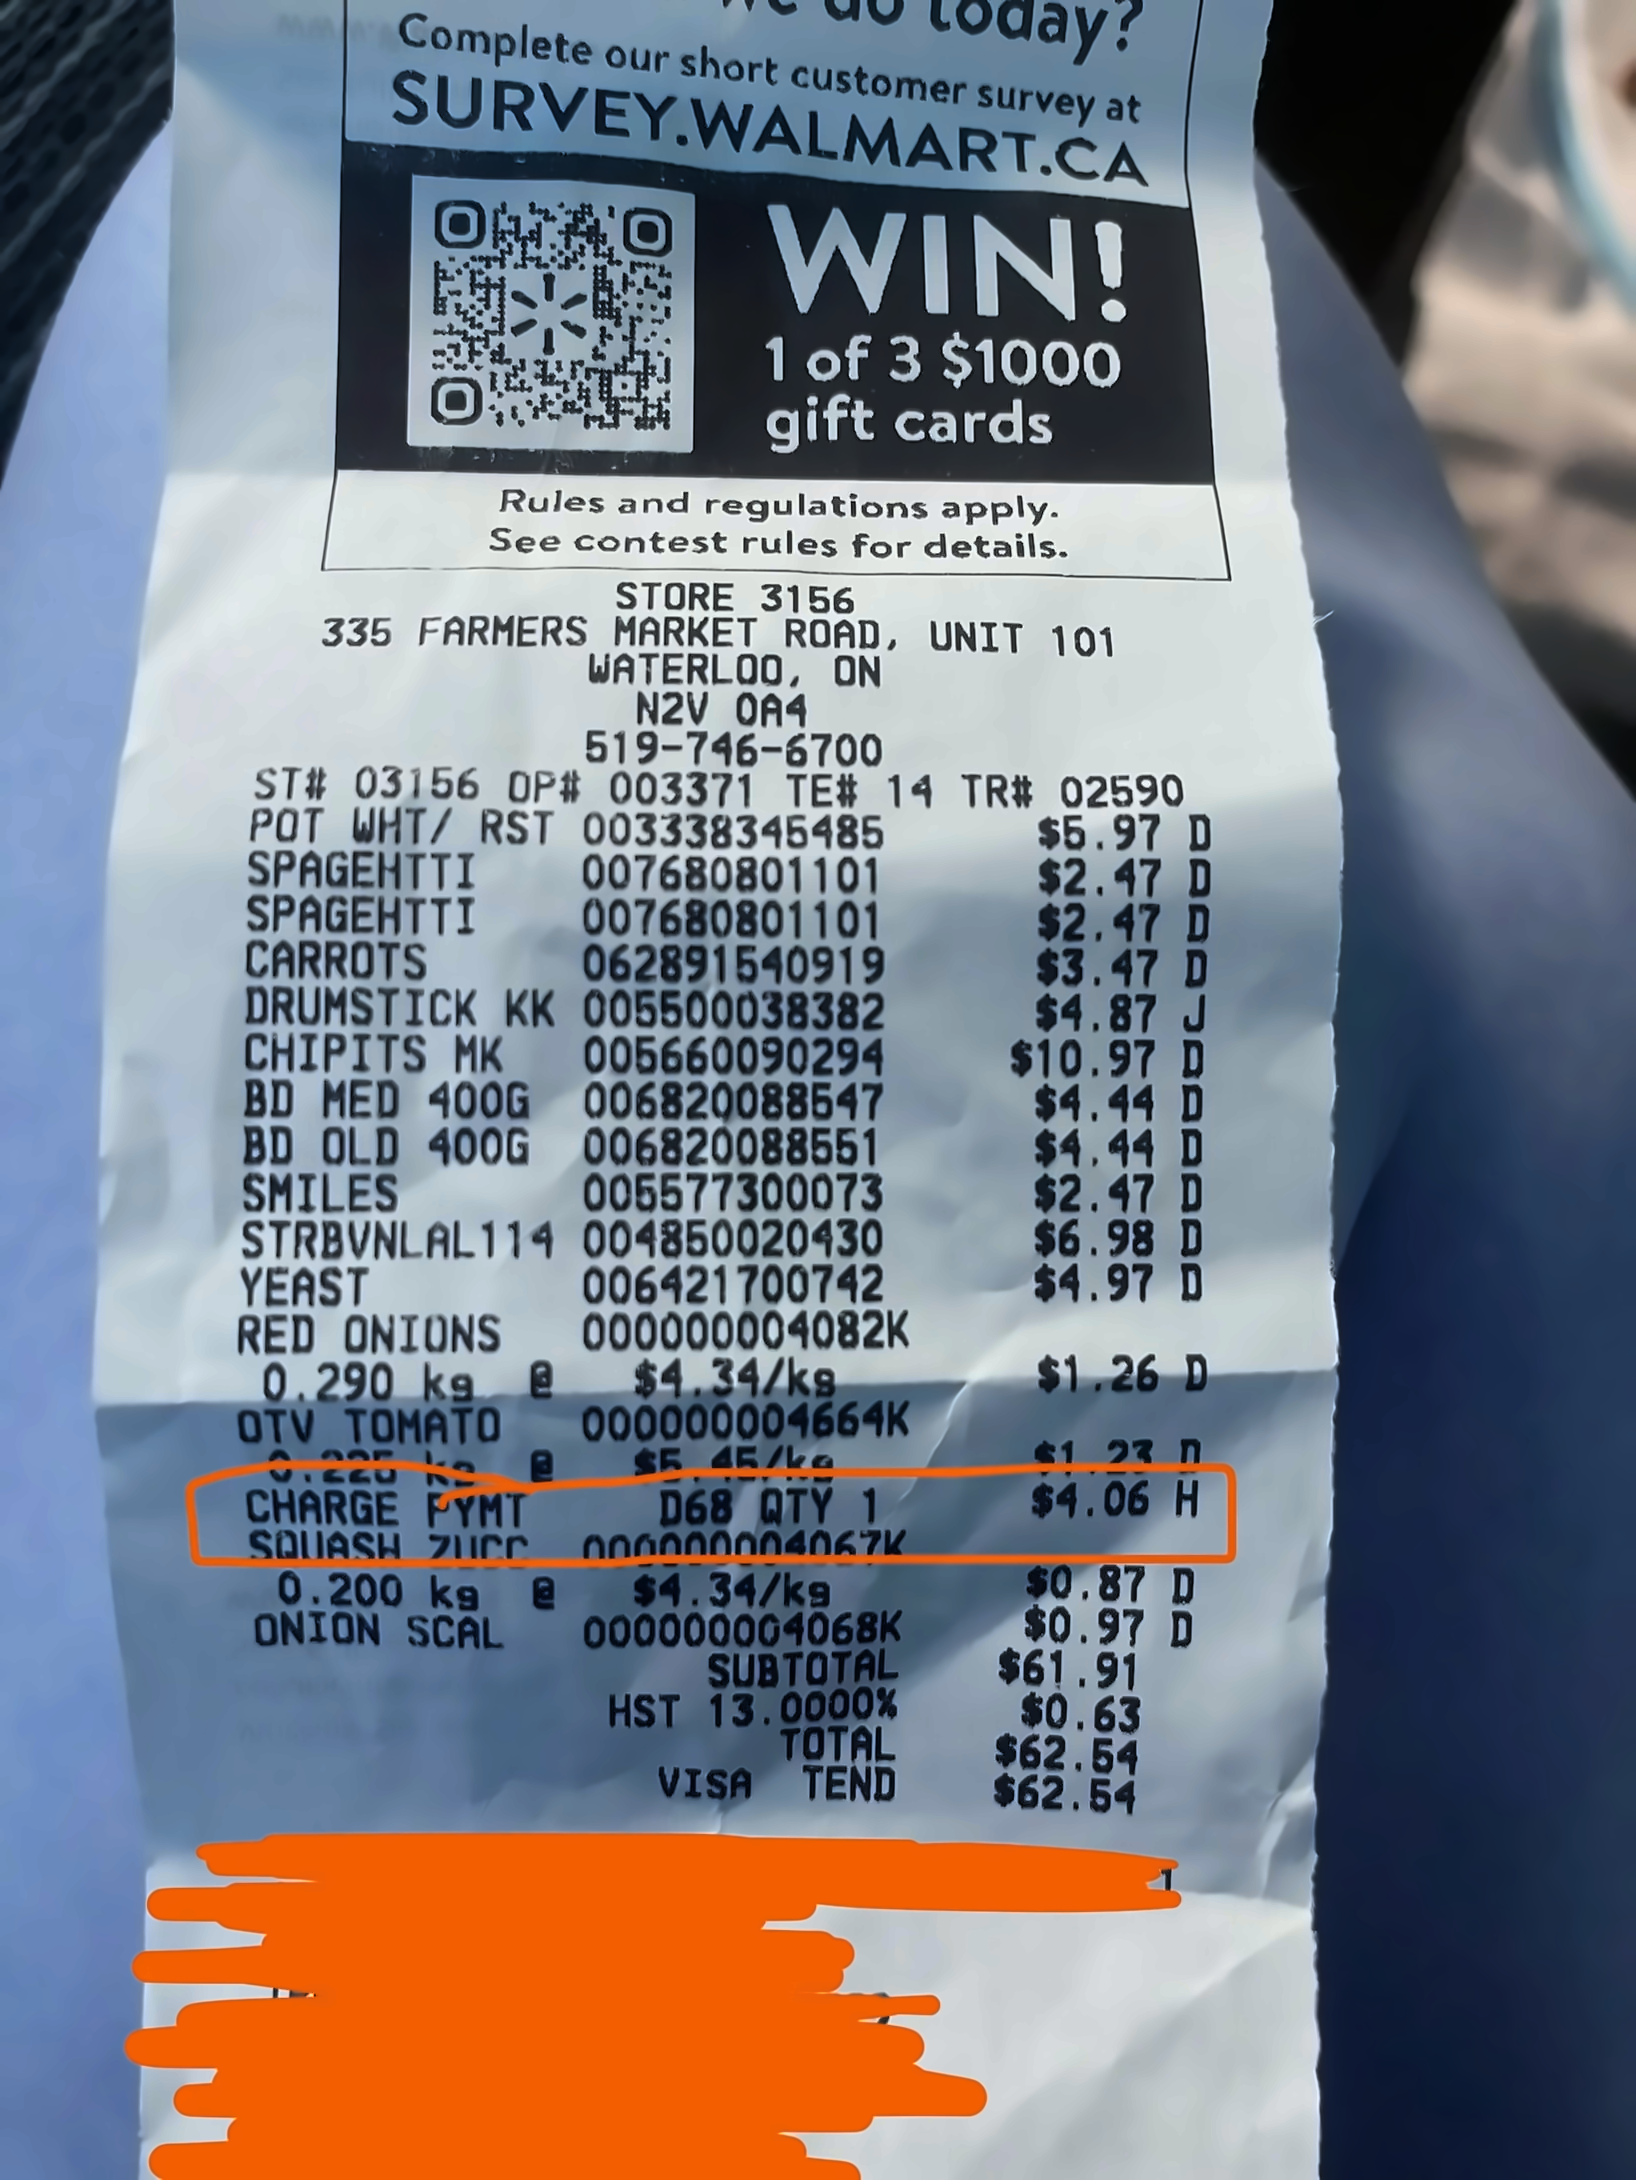 we do today?
Complete our short customer survey at
SURVEY.WALMART.CA
WIN!
1 of 3 $1000
gift cards
Rules and regulations apply.
See contest rules for details.
STORE 3156
335 FARMERS MARKET ROAD, UNIT 101
WATERLOO, ON
N2V 0A4
519-746-6700
ST# 03156 OP# 003371 TE# 14 TR# 02590
POT WHT/ RST 003338345485 $5.97 D
SPAGEHTTI 007680801101 $2.47 D
SPAGEHTTI 007680801101 $2.47 D
CARROTS 062891540919 $3.47 D
DRUMSTICK KK 005500038382 $4.87 J
CHIPITS MK 005660090294 $10.97 D
BD MED 400G 006820088547 $4.44 D
BD OLD 400G 006820088551 $4.44 D
SMILES 005577300073 $2.47 D
STRBVNLAL114 004850020430 $6.98 D
YEAST 006421700742 $4.97 D
RED ONIONS 000000004082K
0.290 kg @ $4.34/kg $1.26 D
OTV TOMATO 000000004664K
0.225 kg @ $5.45/kg $1.23 D
CHARGE PYMT D68 QTY 1 $4.06 H
SQUASH ZUCC 000000004067K
0.200 kg @ $4.34/kg $0.87 D
ONION SCAL 000000004068K $0.97 D
SUBTOTAL $61.91
HST 13.0000% $0.63
TOTAL $62.54
VISA TEND $62.54